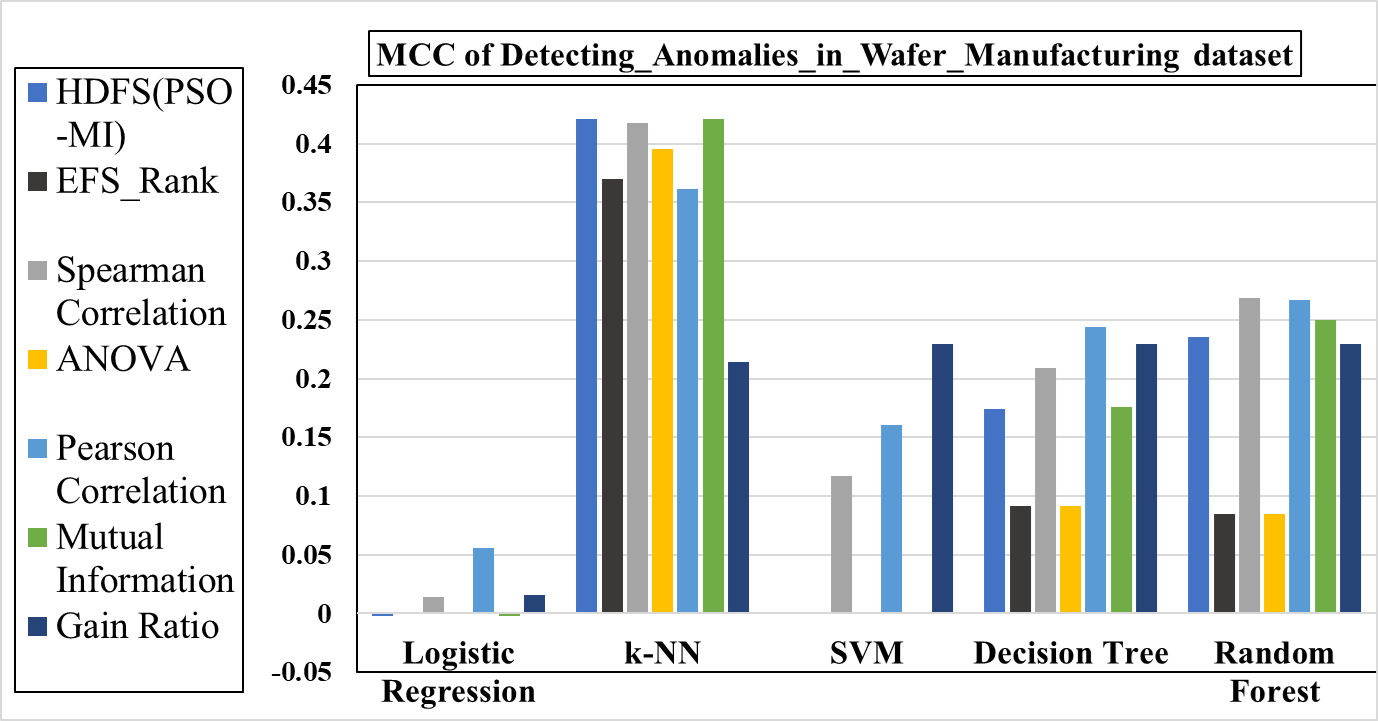 MCC of Detecting_Anomalies_in_Wafer_Manufacturing dataset
HDFS(PSO
-MI)
EFS_Rank
Spearman
Correlation
ANOVA
Pearson
Correlation
Mutual
Information
Gain Ratio
0.45
0.4
0.35
0.3
0.25
0.2
0.15
0.1
0.05
0
-0.05
Logistic
Regression
k-NN
SVM
Decision Tree
Random
Forest